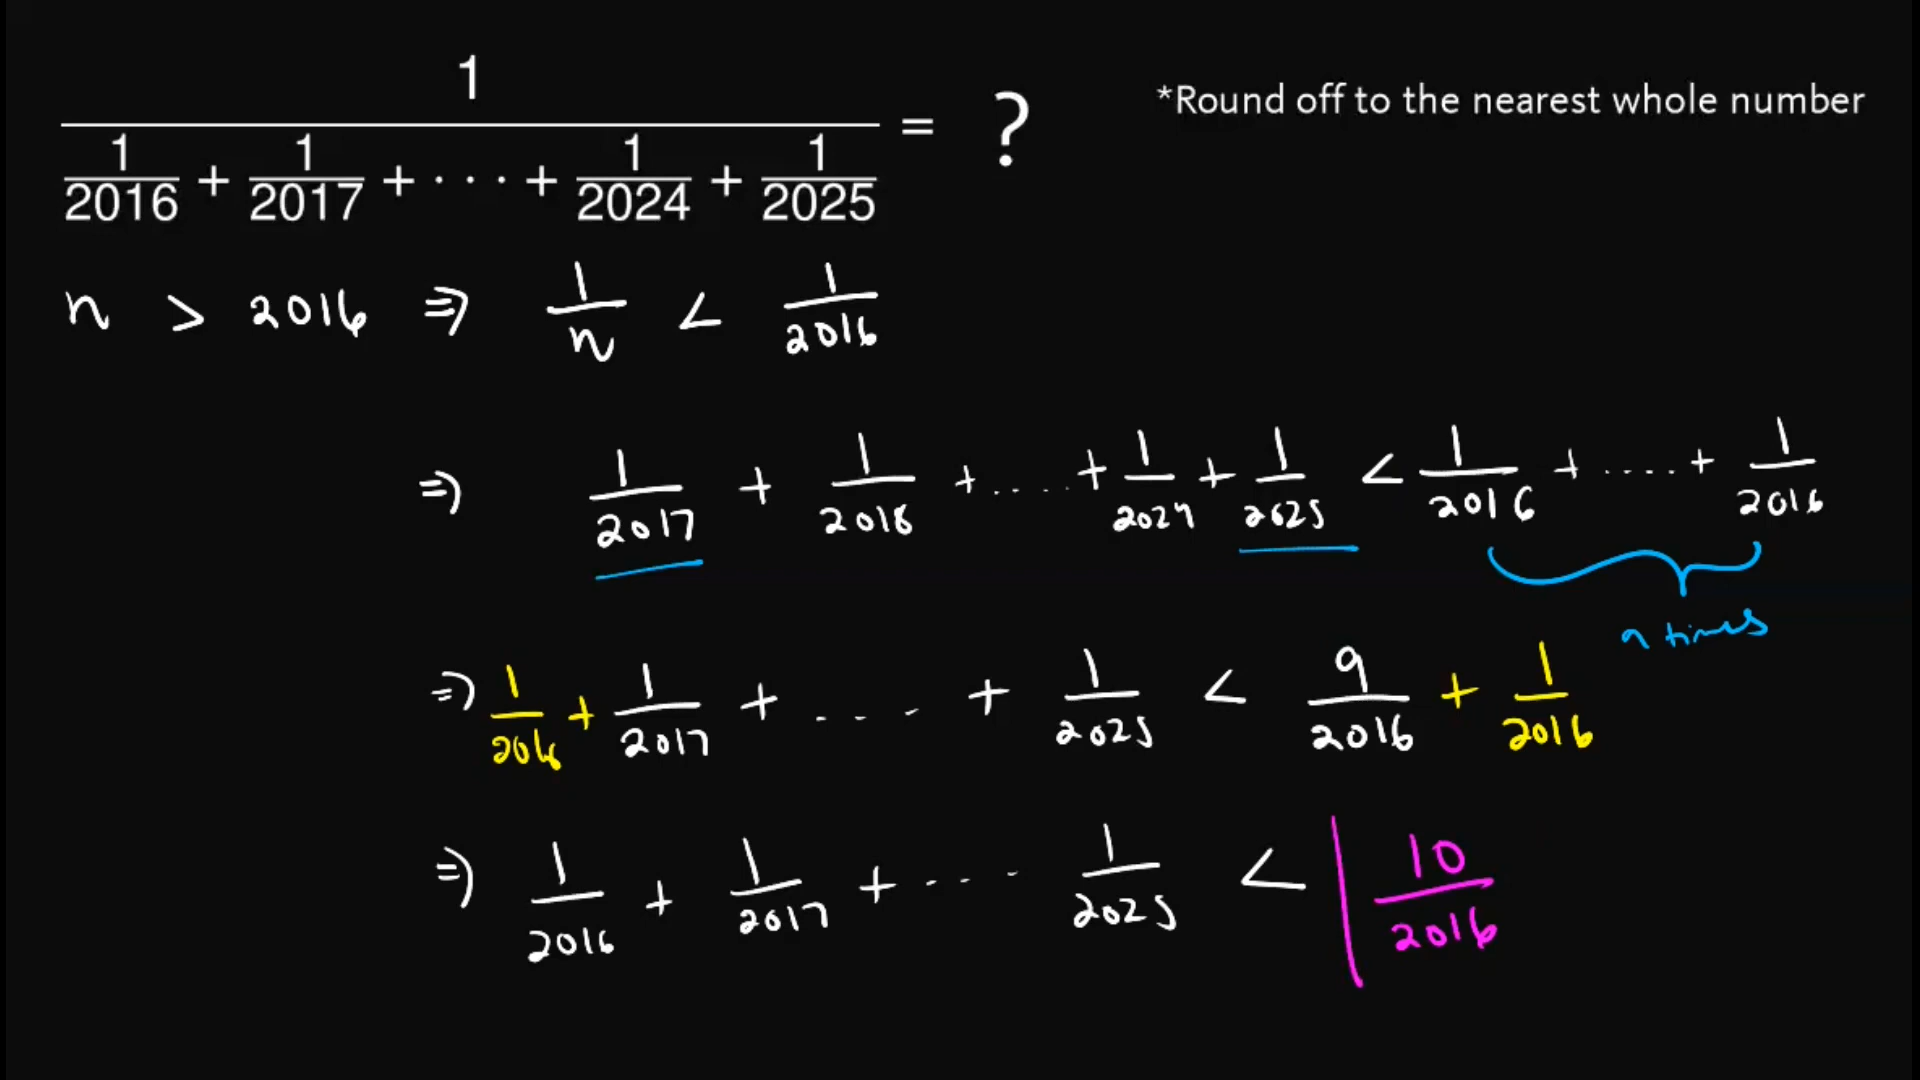 1 / (1/2016 + 1/2017 + · · · + 1/2024 + 1/2025) = ?
*Round off to the nearest whole number
n > 2016 ⇒ 1/n < 1/2016
⇒ 1/2017 + 1/2018 + .... + 1/2024 + 1/2025 < 1/2016 + .... + 1/2016
9 times
⇒ 1/2016 + 1/2017 + .... + 1/2025 < 9/2016 + 1/2016
⇒ 1/2016 + 1/2017 + .... 1/2025 < 10/2016